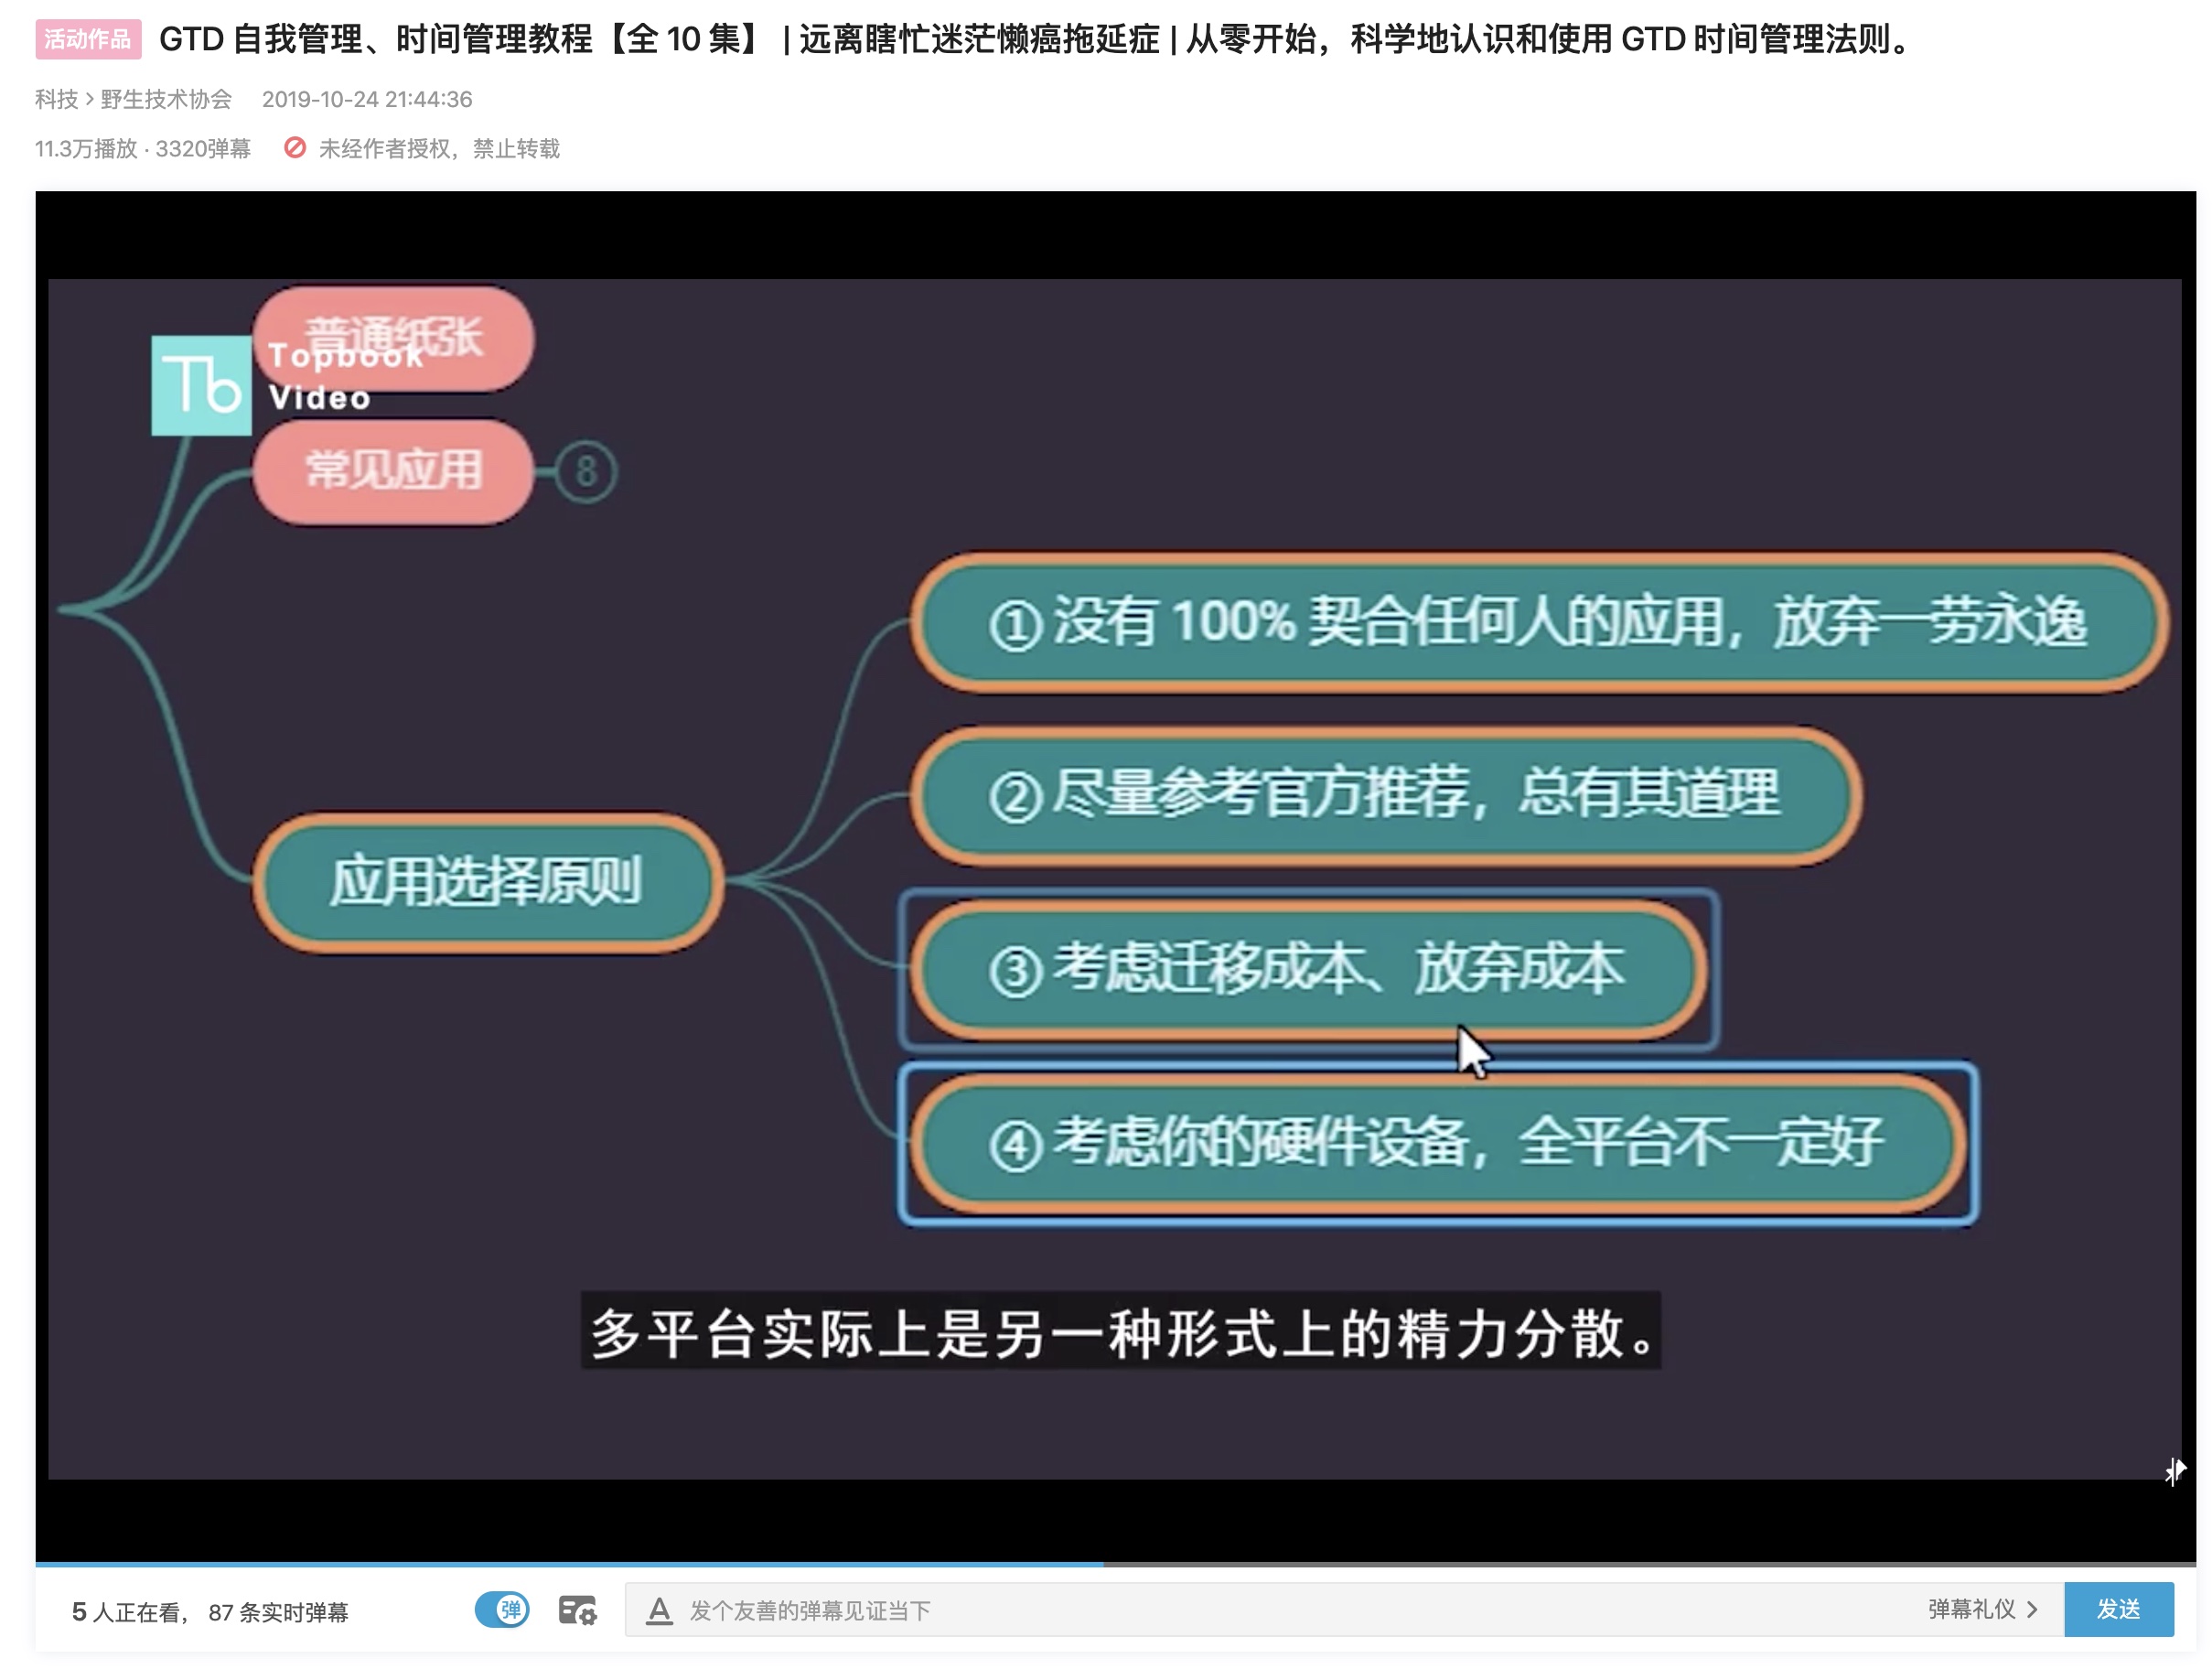 活动作品 GTD 自我管理、时间管理教程【全 10 集】 | 远离瞎忙迷茫懒癌拖延症 | 从零开始，科学地认识和使用 GTD 时间管理法则。
科技 > 野生技术协会 2019-10-24 21:44:36
11.3万播放 · 3320弹幕 未经作者授权，禁止转载
普通纸张
Tb Topbook
Video
常见应用 8
① 没有 100% 契合任何人的应用，放弃一劳永逸
② 尽量参考官方推荐，总有其道理
应用选择原则
③ 考虑迁移成本、放弃成本
④ 考虑你的硬件设备，全平台不一定好
多平台实际上是另一种形式上的精力分散。
5 人正在看， 87 条实时弹幕 弹 A 发个友善的弹幕见证当下 弹幕礼仪 > 发送